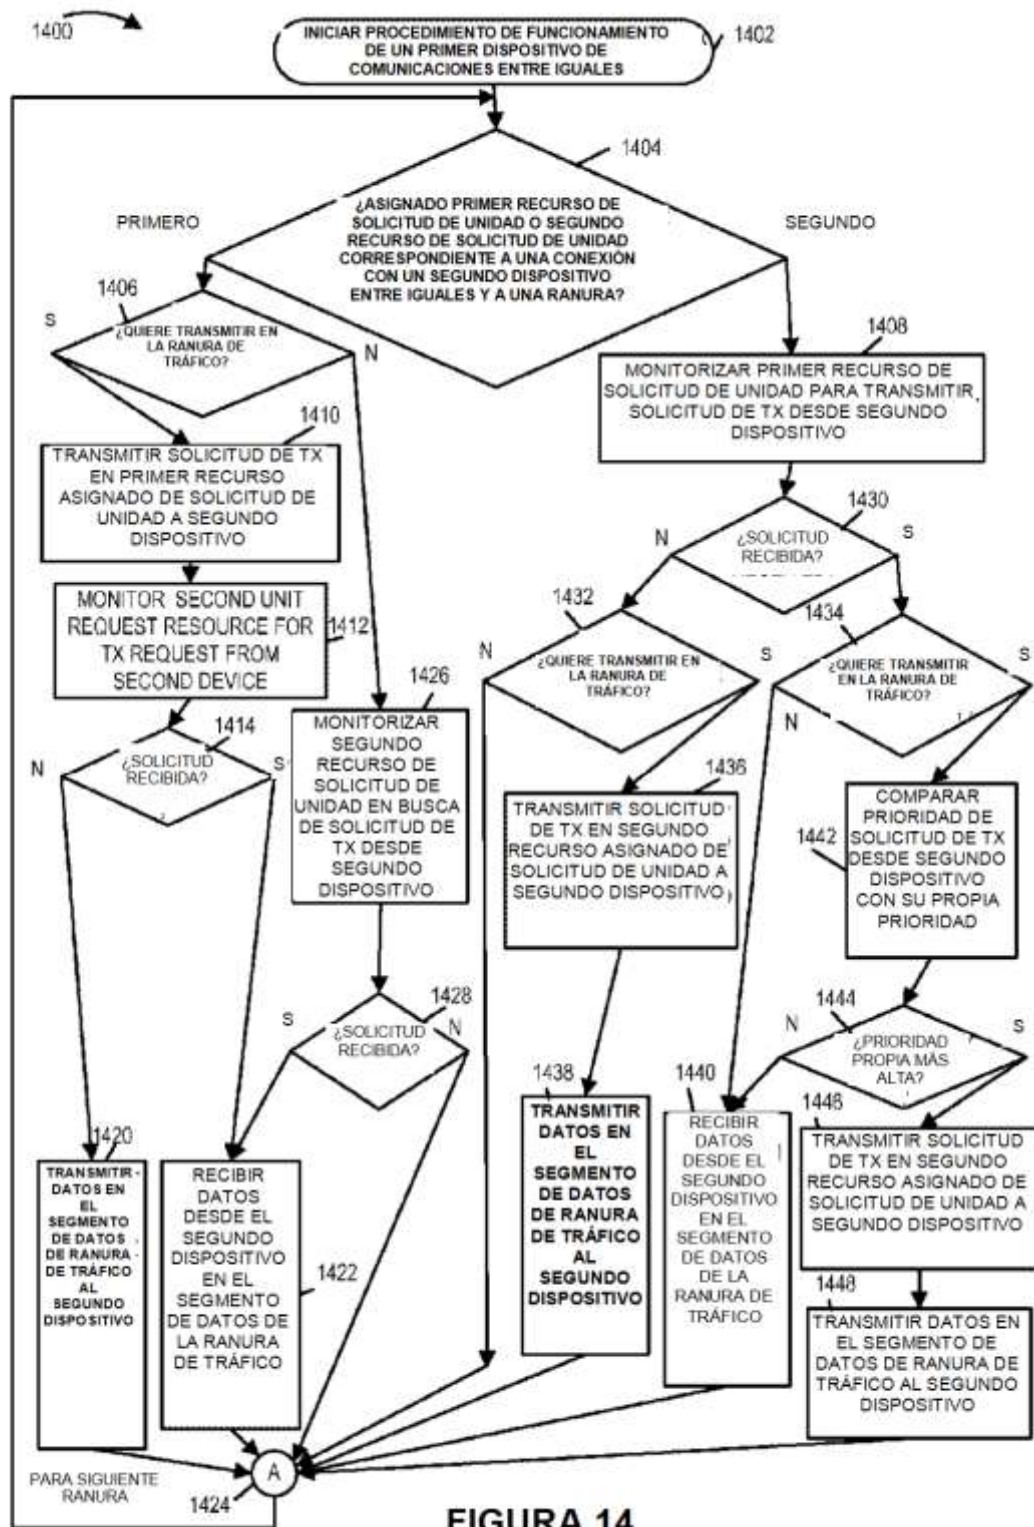 1400
INICIAR PROCEDIMIENTO DE FUNCIONAMIENTO
DE UN PRIMER DISPOSITIVO DE
COMUNICACIONES ENTRE IGUALES
1402
1404
¿ASIGNADO PRIMER RECURSO DE
SOLICITUD DE UNIDAD O SEGUNDO
RECURSO DE SOLICITUD DE UNIDAD
CORRESPONDIENTE A UNA CONEXIÓN
CON UN SEGUNDO DISPOSITIVO
ENTRE IGUALES Y A UNA RANURA?
PRIMERO
SEGUNDO
1406
S
¿QUIERE TRANSMITIR EN
LA RANURA DE
TRÁFICO?
N
1408
MONITORIZAR PRIMER RECURSO DE
SOLICITUD DE UNIDAD PARA TRANSMITIR
SOLICITUD DE TX DESDE SEGUNDO
DISPOSITIVO
1410
TRANSMITIR SOLICITUD DE TX
EN PRIMER RECURSO
ASIGNADO DE SOLICITUD DE
UNIDAD A SEGUNDO
DISPOSITIVO
1430
N
¿SOLICITUD
RECIBIDA?
S
MONITOR SECOND UNIT
REQUEST RESOURCE FOR
TX REQUEST FROM
SECOND DEVICE
1412
1432
N
¿QUIERE TRANSMITIR EN
LA RANURA DE
TRÁFICO?
S
1434
¿QUIERE TRANSMITIR
EN LA RANURA DE
TRÁFICO?
N
S
1414
N
¿SOLICITUD
RECIBIDA?
S
1426
MONITORIZAR
SEGUNDO
RECURSO DE
SOLICITUD DE
UNIDAD EN BUSCA
DE SOLICITUD DE
TX DESDE
SEGUNDO
DISPOSITIVO
1436
TRANSMITIR SOLICITUD
DE TX EN SEGUNDO
RECURSO ASIGNADO DE
SOLICITUD DE UNIDAD A
SEGUNDO DISPOSITIVO
1442
COMPARAR
PRIORIDAD DE
SOLICITUD DE TX
DESDE SEGUNDO
DISPOSITIVO
CON SU PROPIA
PRIORIDAD
1428
S
¿SOLICITUD
RECIBIDA?
N
1444
N
¿PRIORIDAD
PROPIA MÁS
ALTA?
S
1420
TRANSMITIR
DATOS EN
EL
SEGMENTO
DE DATOS
DE RANURA
DE TRÁFICO
AL
SEGUNDO
DISPOSITIVO
RECIBIR
DATOS
DESDE EL
SEGUNDO
DISPOSITIVO
EN EL
SEGMENTO
DE DATOS DE
LA RANURA
DE TRÁFICO
1422
1438
TRANSMITIR
DATOS EN
EL
SEGMENTO
DE DATOS
DE RANURA
DE TRÁFICO
AL
SEGUNDO
DISPOSITIVO
1440
RECIBIR
DATOS
DESDE EL
SEGUNDO
DISPOSITIVO
EN EL
SEGMENTO
DE DATOS
DE LA
RANURA DE
TRÁFICO
1446
TRANSMITIR SOLICITUD
DE TX EN SEGUNDO
RECURSO ASIGNADO DE
SOLICITUD DE UNIDAD A
SEGUNDO DISPOSITIVO
1448
TRANSMITIR DATOS EN
EL SEGMENTO DE
DATOS DE RANURA DE
TRÁFICO AL SEGUNDO
DISPOSITIVO
PARA SIGUIENTE
RANURA
1424
A
FIGURA 14